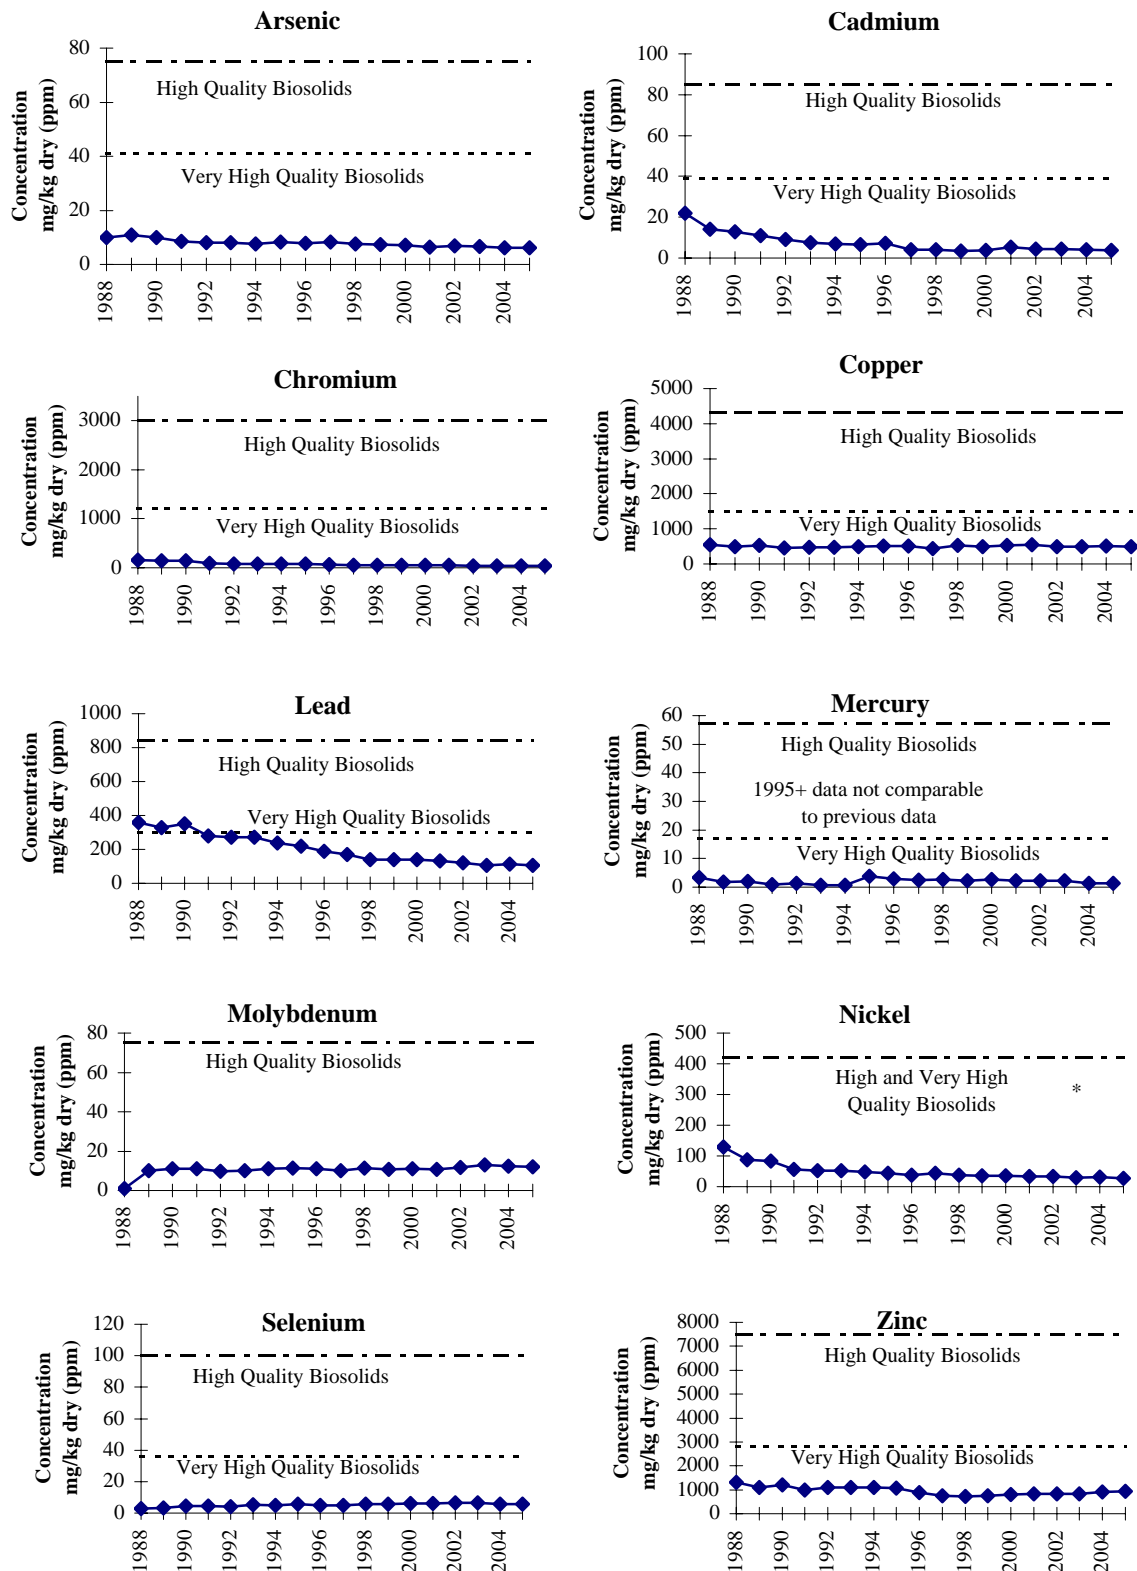 Arsenic
Concentration
mg/kg dry (ppm)
80
60
40
20
0
High Quality Biosolids
Very High Quality Biosolids
1988
1990
1992
1994
1996
1998
2000
2002
2004
Cadmium
Concentration
mg/kg dry (ppm)
100
80
60
40
20
0
High Quality Biosolids
Very High Quality Biosolids
1988
1990
1992
1994
1996
1998
2000
2002
2004
Chromium
Concentration
mg/kg dry (ppm)
3000
2000
1000
0
High Quality Biosolids
Very High Quality Biosolids
1988
1990
1992
1994
1996
1998
2000
2002
2004
Copper
Concentration
mg/kg dry (ppm)
5000
4000
3000
2000
1000
0
High Quality Biosolids
Very High Quality Biosolids
1988
1990
1992
1994
1996
1998
2000
2002
2004
Lead
Concentration
mg/kg dry (ppm)
1000
800
600
400
200
0
High Quality Biosolids
Very High Quality Biosolids
1988
1990
1992
1994
1996
1998
2000
2002
2004
Mercury
Concentration
mg/kg dry (ppm)
60
50
40
30
20
10
0
High Quality Biosolids
1995+ data not comparable
to previous data
Very High Quality Biosolids
1988
1990
1992
1994
1996
1998
2000
2002
2004
Molybdenum
Concentration
mg/kg dry (ppm)
80
60
40
20
0
High Quality Biosolids
1988
1990
1992
1994
1996
1998
2000
2002
2004
Nickel
Concentration
mg/kg dry (ppm)
500
400
300
200
100
0
High and Very High
Quality Biosolids
*
1988
1990
1992
1994
1996
1998
2000
2002
2004
Selenium
Concentration
mg/kg dry (ppm)
120
100
80
60
40
20
0
High Quality Biosolids
Very High Quality Biosolids
1988
1990
1992
1994
1996
1998
2000
2002
2004
Zinc
Concentration
mg/kg dry (ppm)
8000
7000
6000
5000
4000
3000
2000
1000
0
High Quality Biosolids
Very High Quality Biosolids
1988
1990
1992
1994
1996
1998
2000
2002
2004